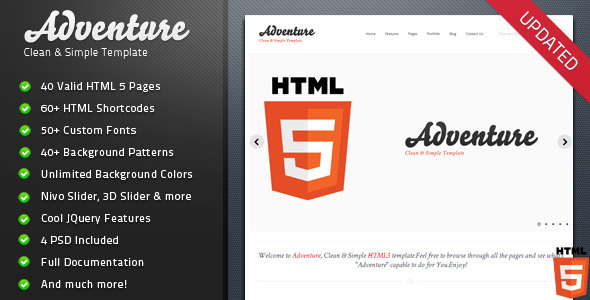 Adventure
Clean & Simple Template
40 Valid HTML 5 Pages
60+ HTML Shortcodes
50+ Custom Fonts
40+ Background Patterns
Unlimited Background Colors
Nivo Slider, 3D Slider & more
Cool JQuery Features
4 PSD Included
Full Documentation
And much more!
UPDATED
Adventure
Clean & Simple Template
Home Features Pages Portfolio Blog Contact Us
HTML
5
Adventure
Clean & Simple Template
Welcome to Adventure, Clean & Simple HTML5 template.Feel free to browse through all the pages and see what
"Adventure" capable to do for You.Enjoy!
HTML
5